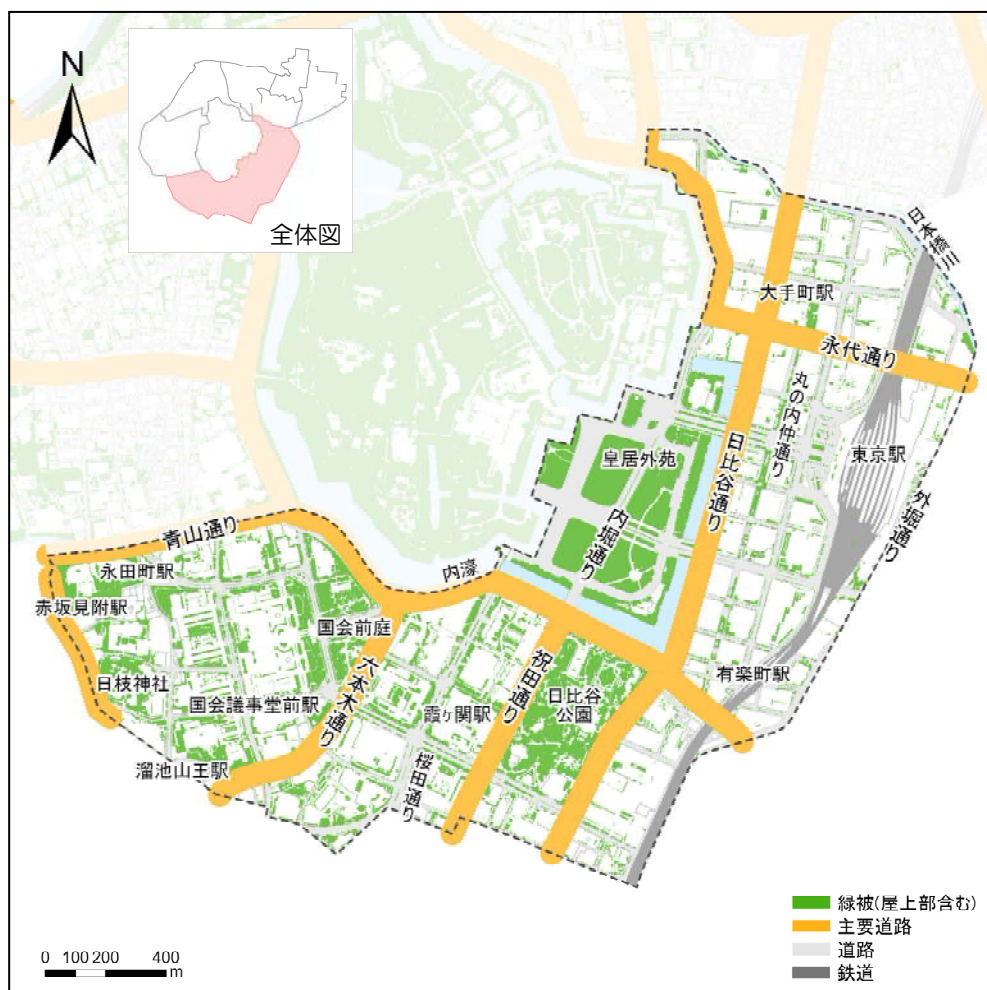 N
全体図
日本橋川
大手町駅
永代通り
丸の内仲通り
東京駅
皇居外苑
日比谷通り
内堀通り
外堀通り
青山通り
永田町駅
内濠
赤坂見附駅
国会前庭
日枝神社
国会議事堂前駅
六本木通り
霞ヶ関駅
祝田通り
日比谷
公園
有楽町駅
溜池山王駅
桜田通り
緑被(屋上部含む)
主要道路
道路
鉄道
0 100 200 400
m